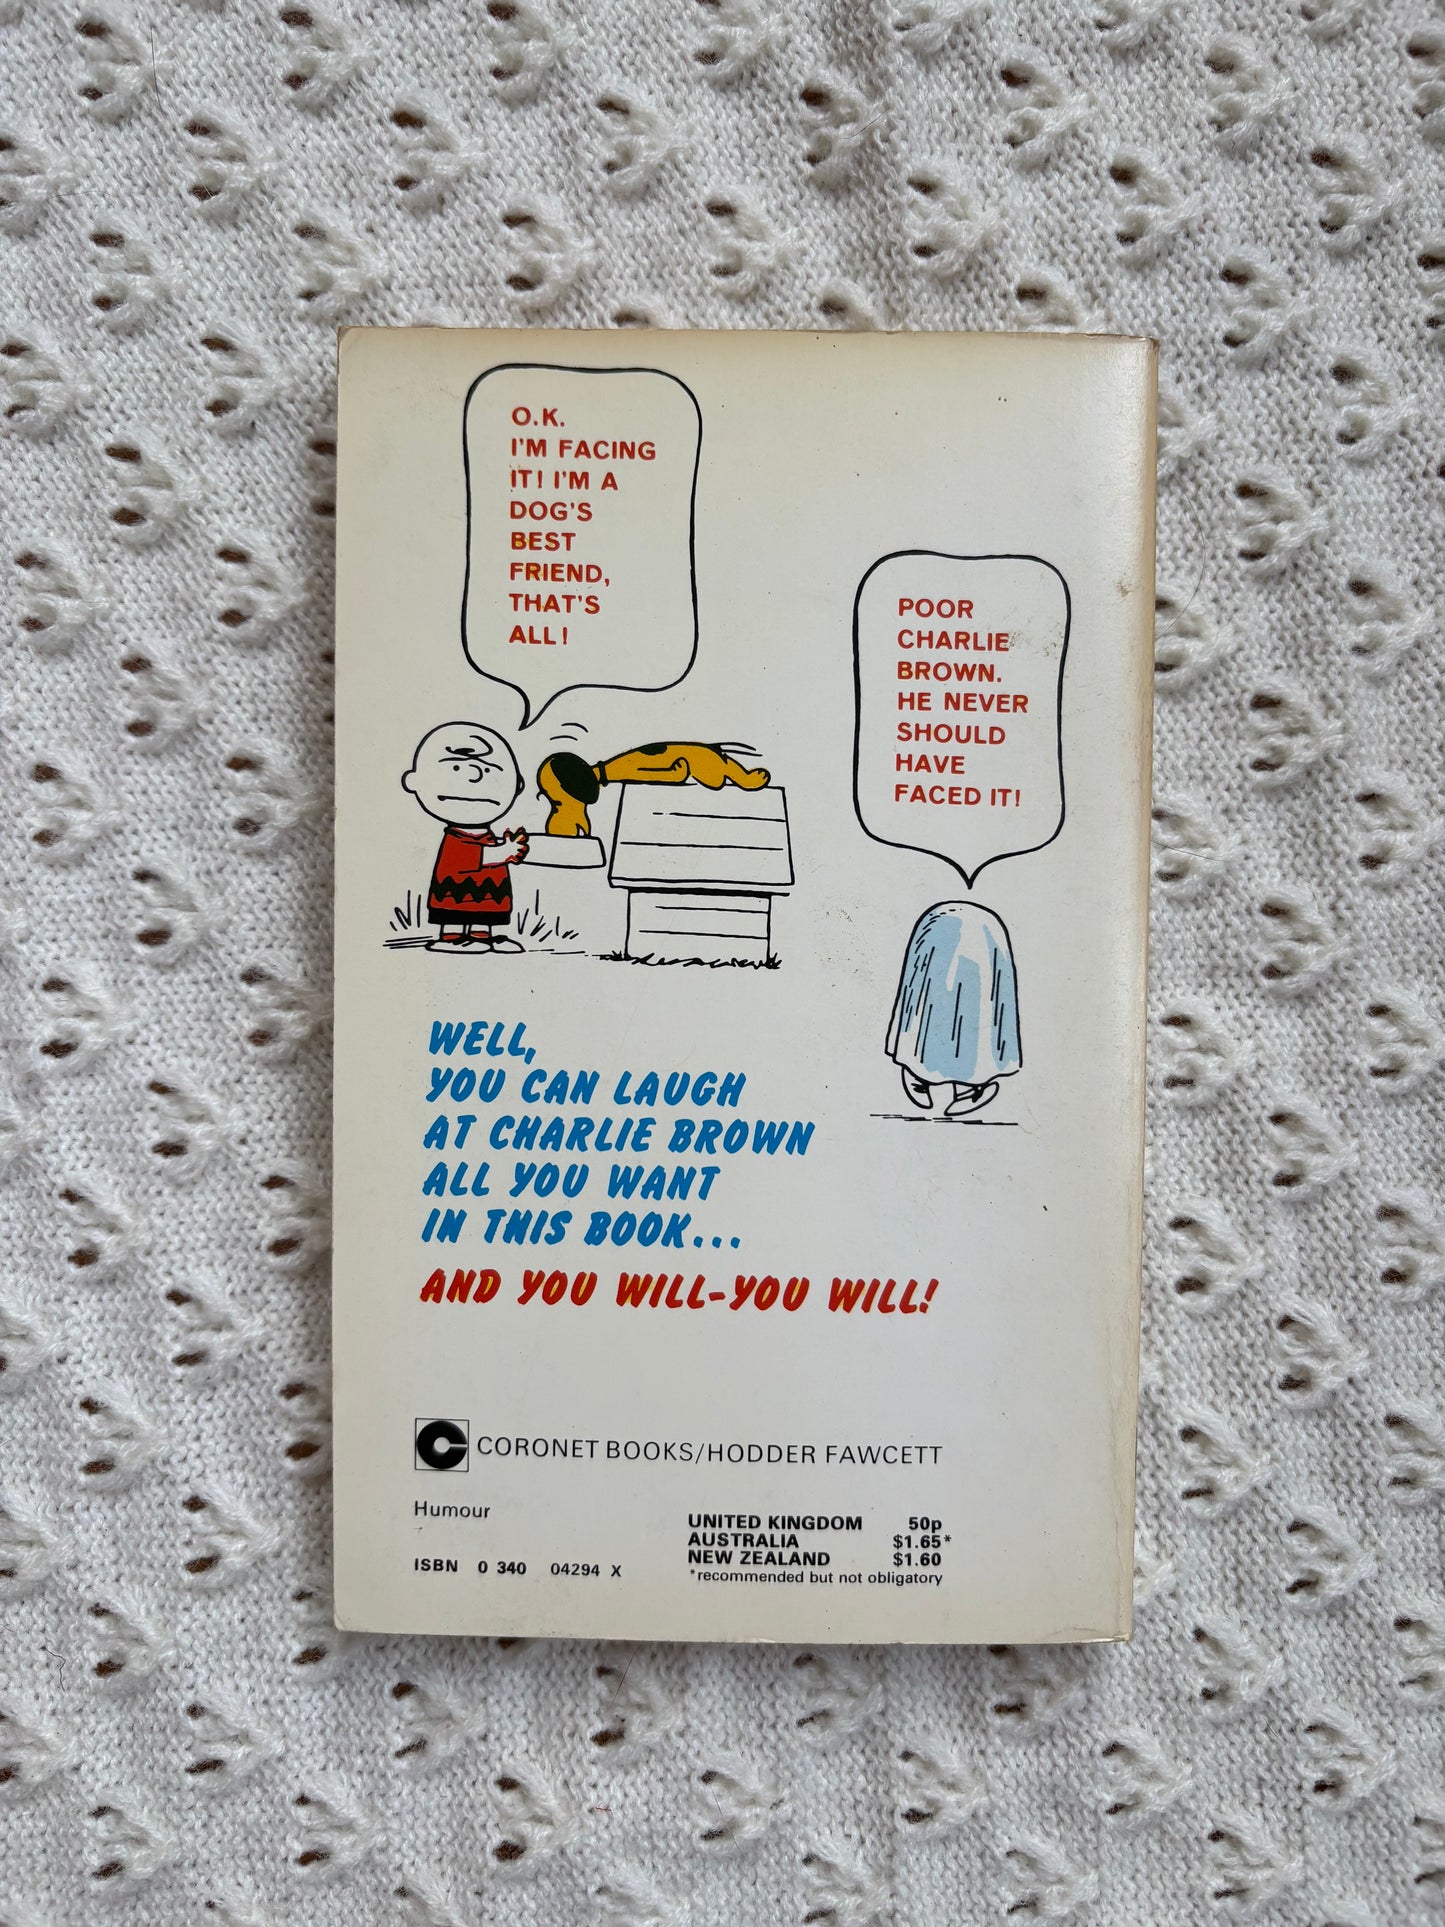 O.K.
I'M FACING
IT! I'M A
DOG'S
BEST
FRIEND,
THAT'S
ALL!
POOR
CHARLIE
BROWN.
HE NEVER
SHOULD
HAVE
FACED IT!
WELL,
YOU CAN LAUGH
AT CHARLIE BROWN
ALL YOU WANT
IN THIS BOOK...
AND YOU WILL-YOU WILL!
CORONET BOOKS/HODDER FAWCETT
Humour
ISBN 0 340 04294 X
UNITED KINGDOM 50p
AUSTRALIA $1.65*
NEW ZEALAND $1.60
*recommended but not obligatory